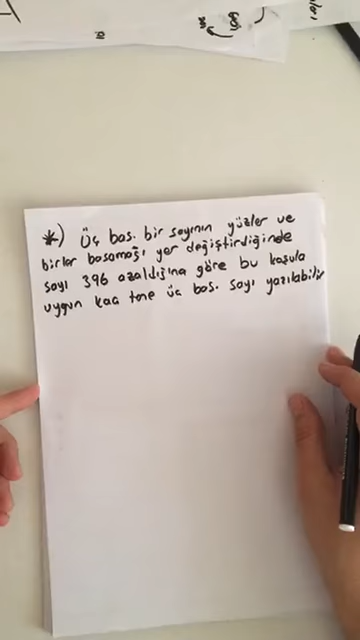 *) Üç bas. bir sayının yüzler ve
birler basamağı yer değiştirdiğinde
sayı 396 azaldığına göre bu koşula
uygun kaç tane üç bas. sayı yazılabilir